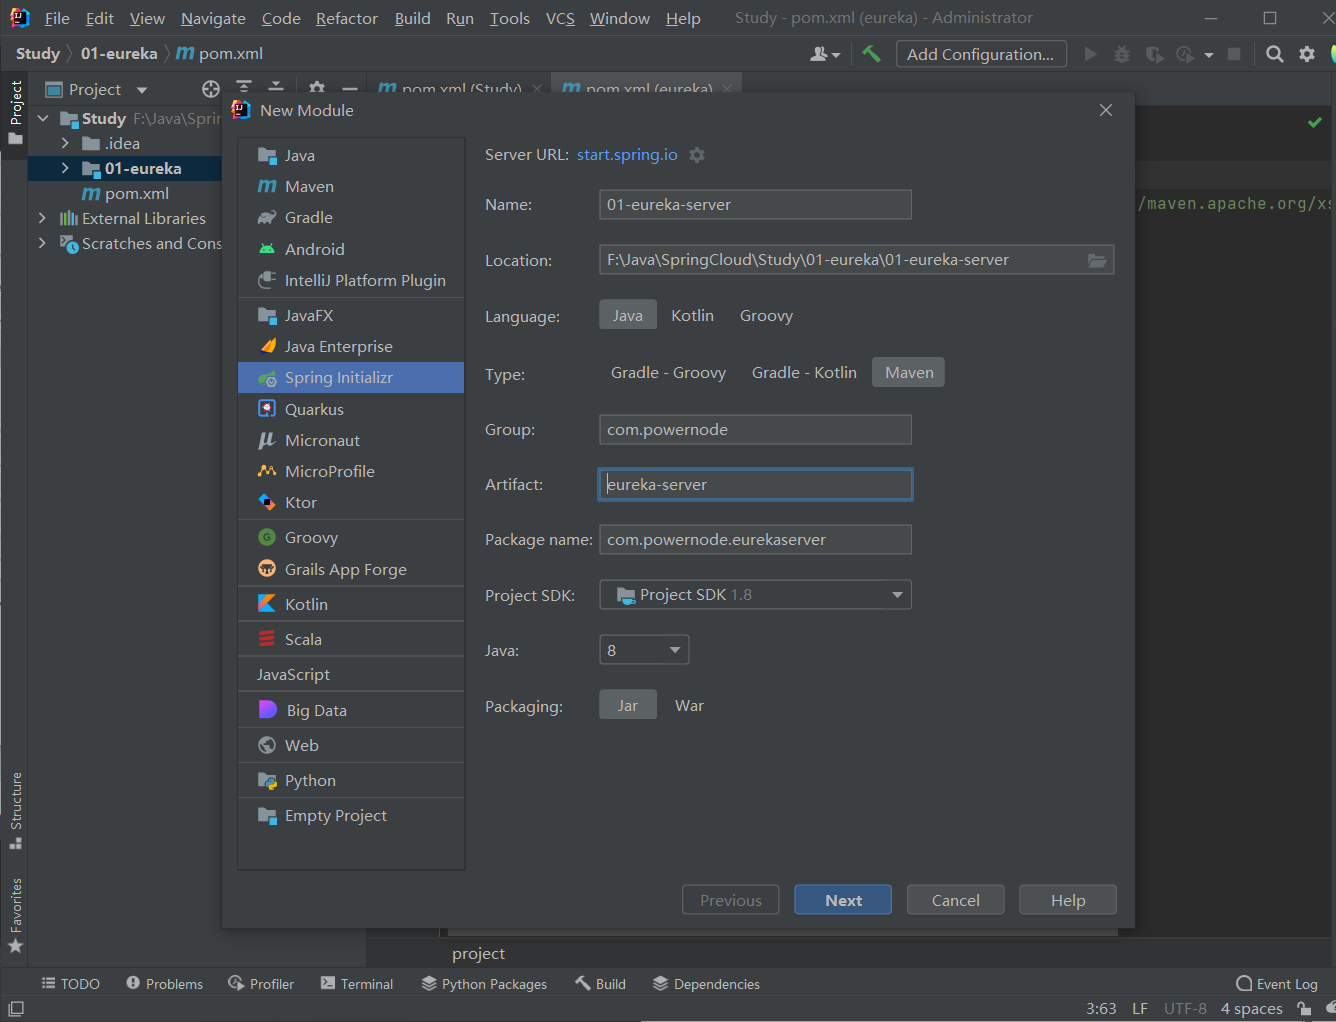 File Edit View Navigate Code Refactor Build Run Tools VCS Window Help Study - pom.xml (eureka) - Administrator
Study 01-eureka pom.xml Add Configuration...
Project
Project
pom.xml (Study) pom.xml (eureka)
Study F:\Java\Sprin
.idea
01-eureka
pom.xml
External Libraries
Scratches and Cons
/maven.apache.org/xs
New Module
Java
Maven
Gradle
Android
IntelliJ Platform Plugin
JavaFX
Java Enterprise
Spring Initializr
Quarkus
Micronaut
MicroProfile
Ktor
Groovy
Grails App Forge
Kotlin
Scala
JavaScript
Big Data
Web
Python
Empty Project
Server URL: start.spring.io
Name: 01-eureka-server
Location: F:\Java\SpringCloud\Study\01-eureka\01-eureka-server
Language: Java Kotlin Groovy
Type: Gradle - Groovy Gradle - Kotlin Maven
Group: com.powernode
Artifact: eureka-server
Package name: com.powernode.eurekaserver
Project SDK: Project SDK 1.8
Java: 8
Packaging: Jar War
Previous Next Cancel Help
Structure
Favorites
project
TODO Problems Profiler Terminal Python Packages Build Dependencies Event Log
3:63 LF UTF-8 4 spaces